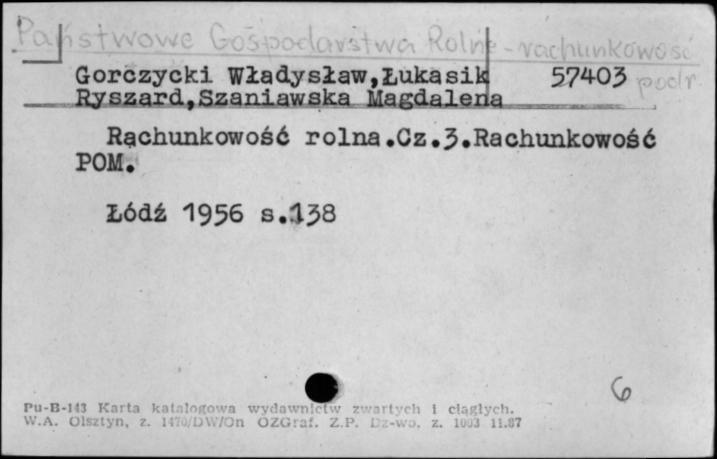 Państwowe Gospodarstwa Rolne - rachunkowość
podr.
Gorczycki Władysław,Łukasik 57403
Ryszard,Szaniawska Magdalena
Rachunkowość rolna.Cz.3.Rachunkowość
POM.
Łódź 1956 s.138
6
Pu-B-143 Karta katalogowa wydawnictw zwartych i ciągłych.
W.A. Olsztyn, z. 1470/DW/On OZGraf. Z.P. Dz-wo, z. 1003 11.87